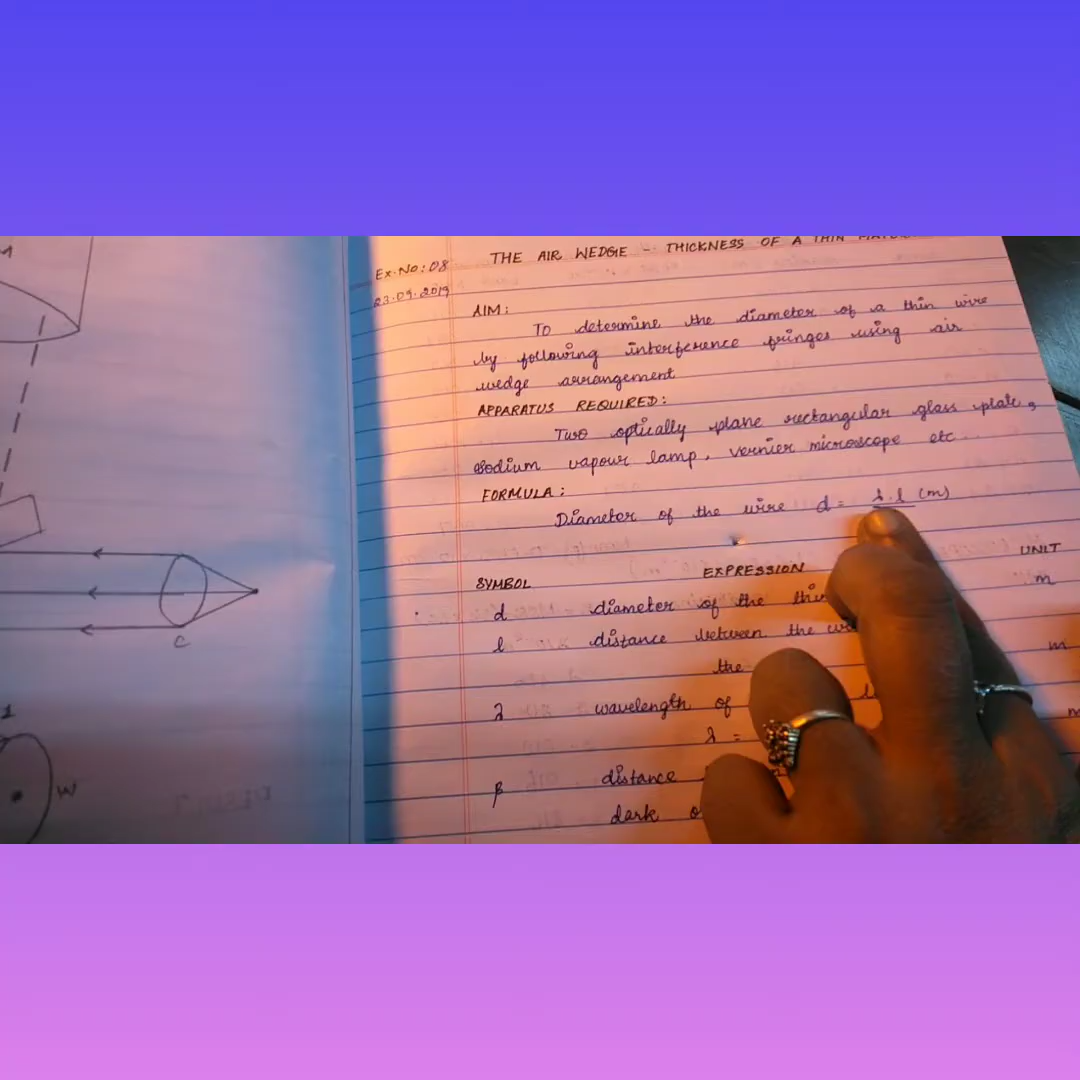 M
C
1
W
Ex.No: 08
23.09.2019
THE AIR WEDGE - THICKNESS OF A THIN
AIM:
To determine the diameter of a thin wire
by following interference fringes using air
wedge arrangement
APPARATUS REQUIRED:
Two optically plane rectangular glass plate,
Sodium vapour lamp, vernier microscope etc
FORMULA:
Diameter of the wire d = λ.l (m)
SYMBOL EXPRESSION UNIT
d diameter of the thin m
l distance between the
the m
λ wavelength of
λ =
β distance
dark